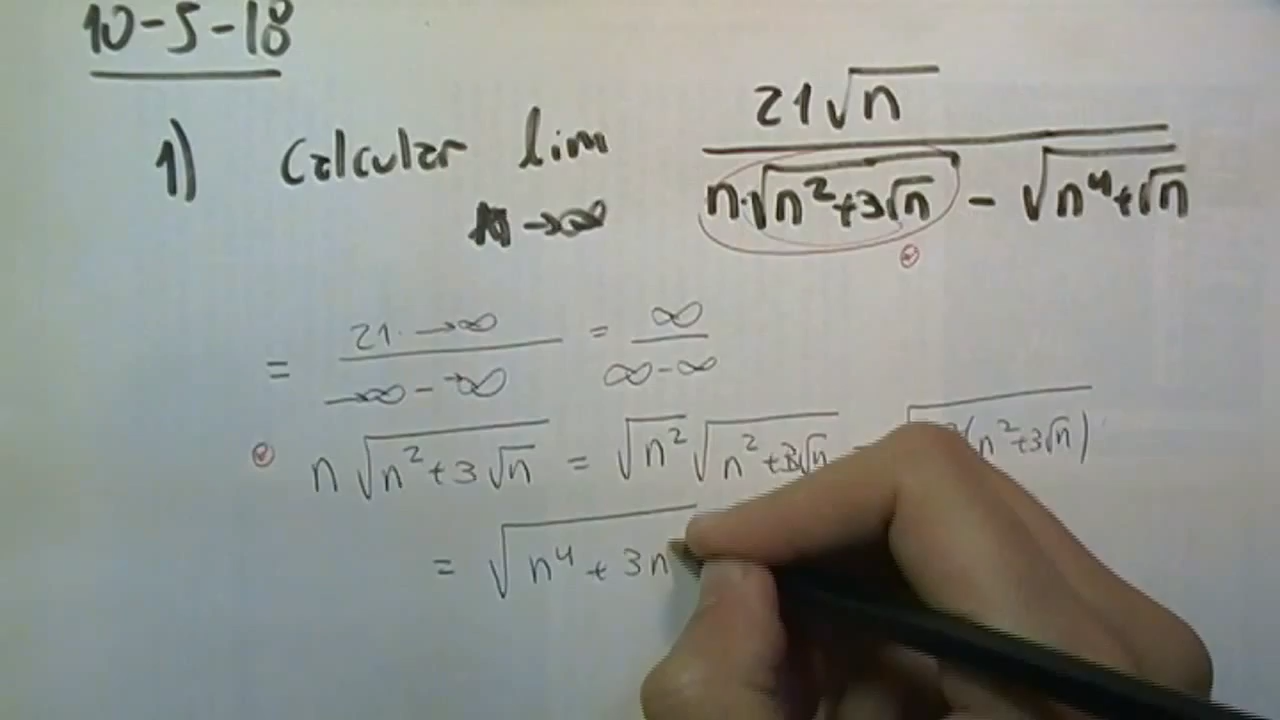 10-5-18
1) Calcular lim n→∞ 21√n / (n·√(n²+3√n) - √(n⁴+√n))
= 21·→∞ / (→∞-→∞) = ∞ / (∞-∞)
n√(n²+3√n) = √n² √(n²+3√n) = (n²+3√n)
= √(n⁴+3n